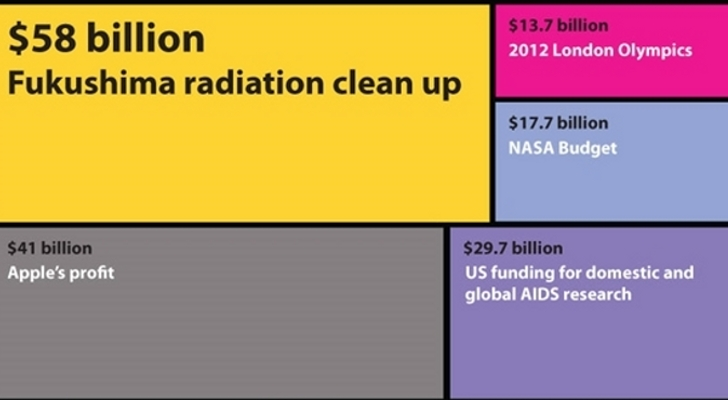 $58 billion
Fukushima radiation clean up
$13.7 billion
2012 London Olympics
$17.7 billion
NASA Budget
$41 billion
Apple's profit
$29.7 billion
US funding for domestic and
global AIDS research